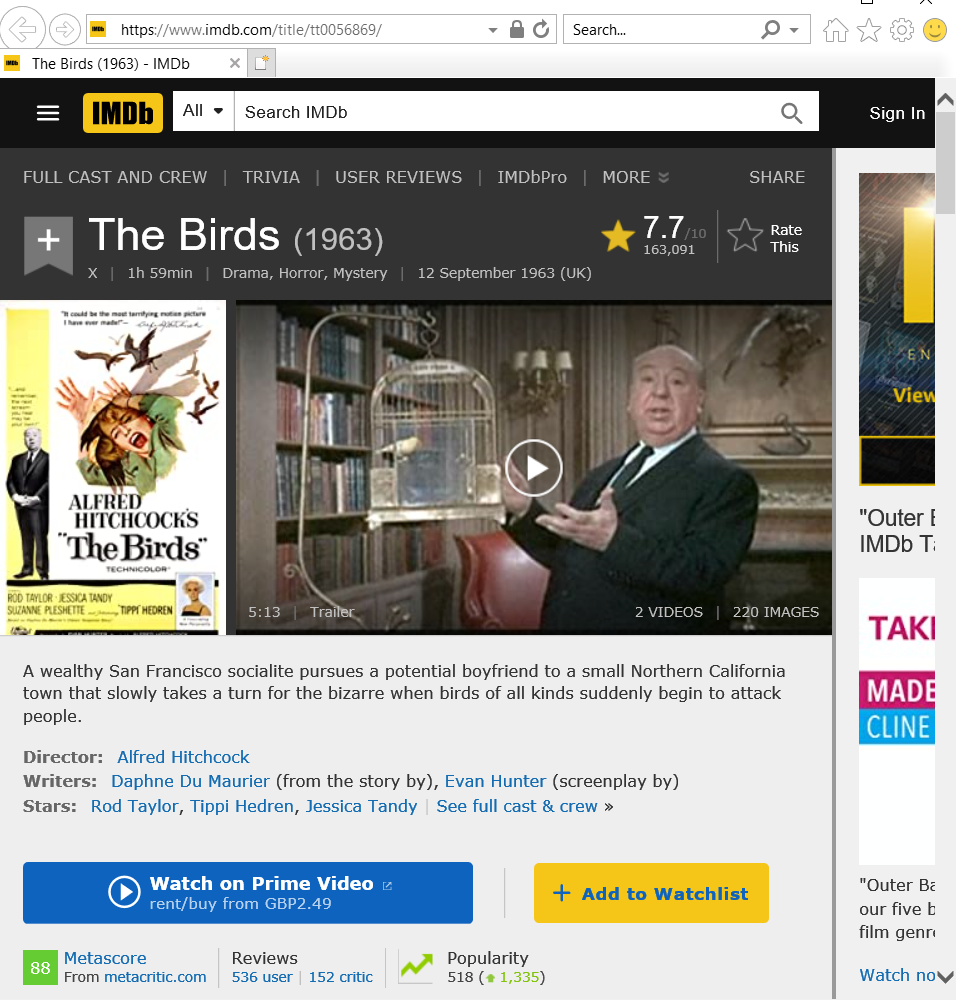 https://www.imdb.com/title/tt0056869/
Search...
The Birds (1963) - IMDb
IMDb
All
Search IMDb
Sign In
FULL CAST AND CREW | TRIVIA | USER REVIEWS | IMDbPro | MORE
SHARE
The Birds (1963)
7.7/10
163,091
Rate
This
X | 1h 59min | Drama, Horror, Mystery | 12 September 1963 (UK)
"It could be the most terrifying motion picture
I have ever made!"
ALFRED
HITCHCOCK'S
"The Birds"
TECHNICOLOR
ROD TAYLOR · JESSICA TANDY
SUZANNE PLESHETTE
'TIPPI' HEDREN
5:13 | Trailer
2 VIDEOS | 220 IMAGES
EN
View
"Outer B
IMDb Ta
TAK
MADE
CLINE
A wealthy San Francisco socialite pursues a potential boyfriend to a small Northern California
town that slowly takes a turn for the bizarre when birds of all kinds suddenly begin to attack
people.
Director: Alfred Hitchcock
Writers: Daphne Du Maurier (from the story by), Evan Hunter (screenplay by)
Stars: Rod Taylor, Tippi Hedren, Jessica Tandy | See full cast & crew »
Watch on Prime Video
rent/buy from GBP2.49
+ Add to Watchlist
"Outer Ba
our five b
film genre
Watch no
88
Metascore
From metacritic.com
Reviews
536 user | 152 critic
Popularity
518 (1,335)